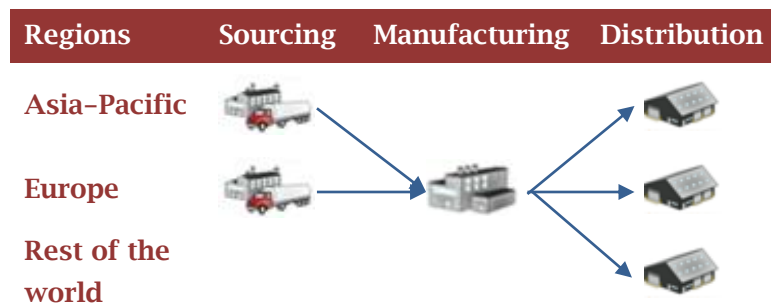 Regions Sourcing Manufacturing Distribution
Asia–Pacific
Europe
Rest of the
world